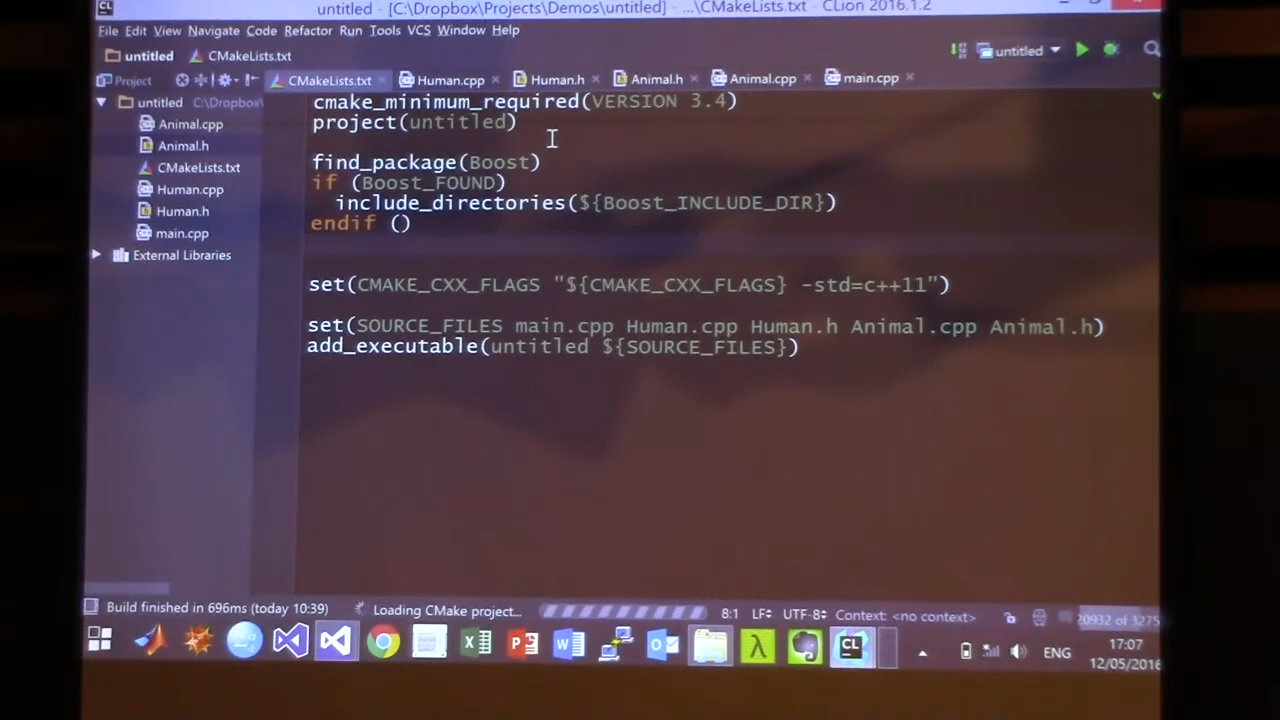 untitled - [C:\Dropbox\Projects\Demos\untitled] - ...\CMakeLists.txt - CLion 2016.1.2
File Edit View Navigate Code Refactor Run Tools VCS Window Help
untitled CMakeLists.txt untitled
Project CMakeLists.txt Human.cpp Human.h Animal.h Animal.cpp main.cpp
untitled C:\Dropbox\
Animal.cpp
Animal.h
CMakeLists.txt
Human.cpp
Human.h
main.cpp
External Libraries
cmake_minimum_required(VERSION 3.4)
project(untitled)
find_package(Boost)
if (Boost_FOUND)
include_directories(${Boost_INCLUDE_DIR})
endif ()
set(CMAKE_CXX_FLAGS "${CMAKE_CXX_FLAGS} -std=c++11")
set(SOURCE_FILES main.cpp Human.cpp Human.h Animal.cpp Animal.h)
add_executable(untitled ${SOURCE_FILES})
Build finished in 696ms (today 10:39) Loading CMake project... 8:1 LF UTF-8 Context: <no context> 20932 of 3275
ENG
17:07
12/05/2016